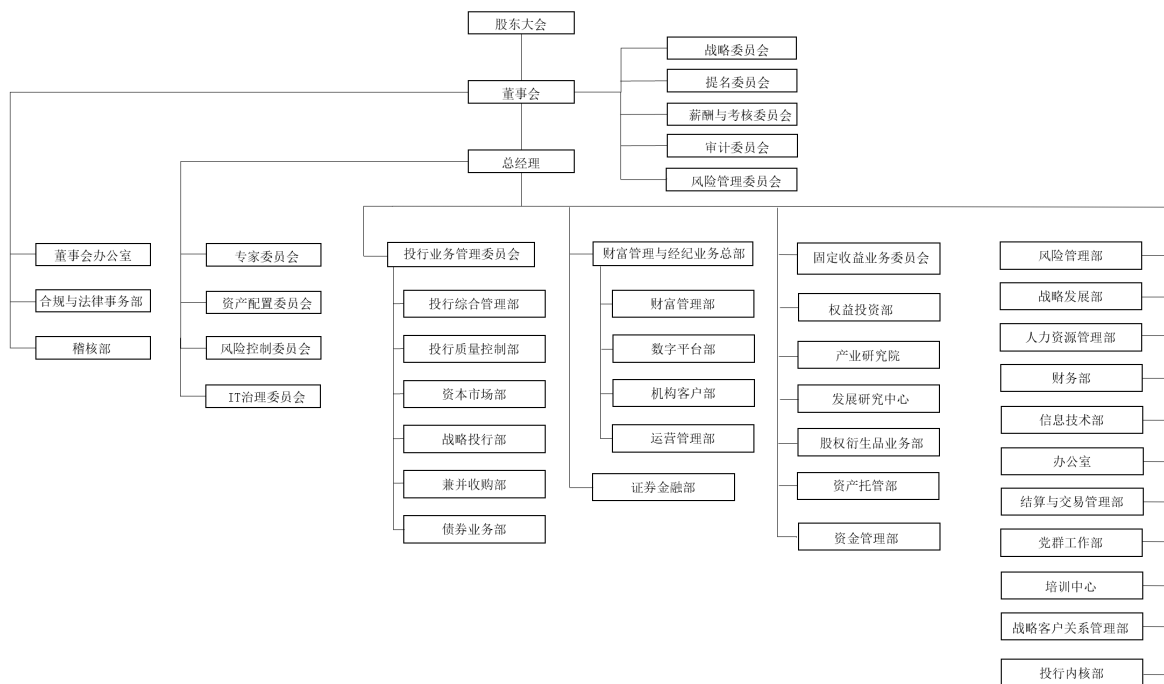 股东大会
董事会
总经理
战略委员会
提名委员会
薪酬与考核委员会
审计委员会
风险管理委员会
董事会办公室
合规与法律事务部
稽核部
专家委员会
资产配置委员会
风险控制委员会
IT治理委员会
投行业务管理委员会
投行综合管理部
投行质量控制部
资本市场部
战略投行部
兼并收购部
债券业务部
财富管理与经纪业务总部
财富管理部
数字平台部
机构客户部
运营管理部
证券金融部
固定收益业务委员会
权益投资部
产业研究院
发展研究中心
股权衍生品业务部
资产托管部
资金管理部
风险管理部
战略发展部
人力资源管理部
财务部
信息技术部
办公室
结算与交易管理部
党群工作部
培训中心
战略客户关系管理部
投行内核部